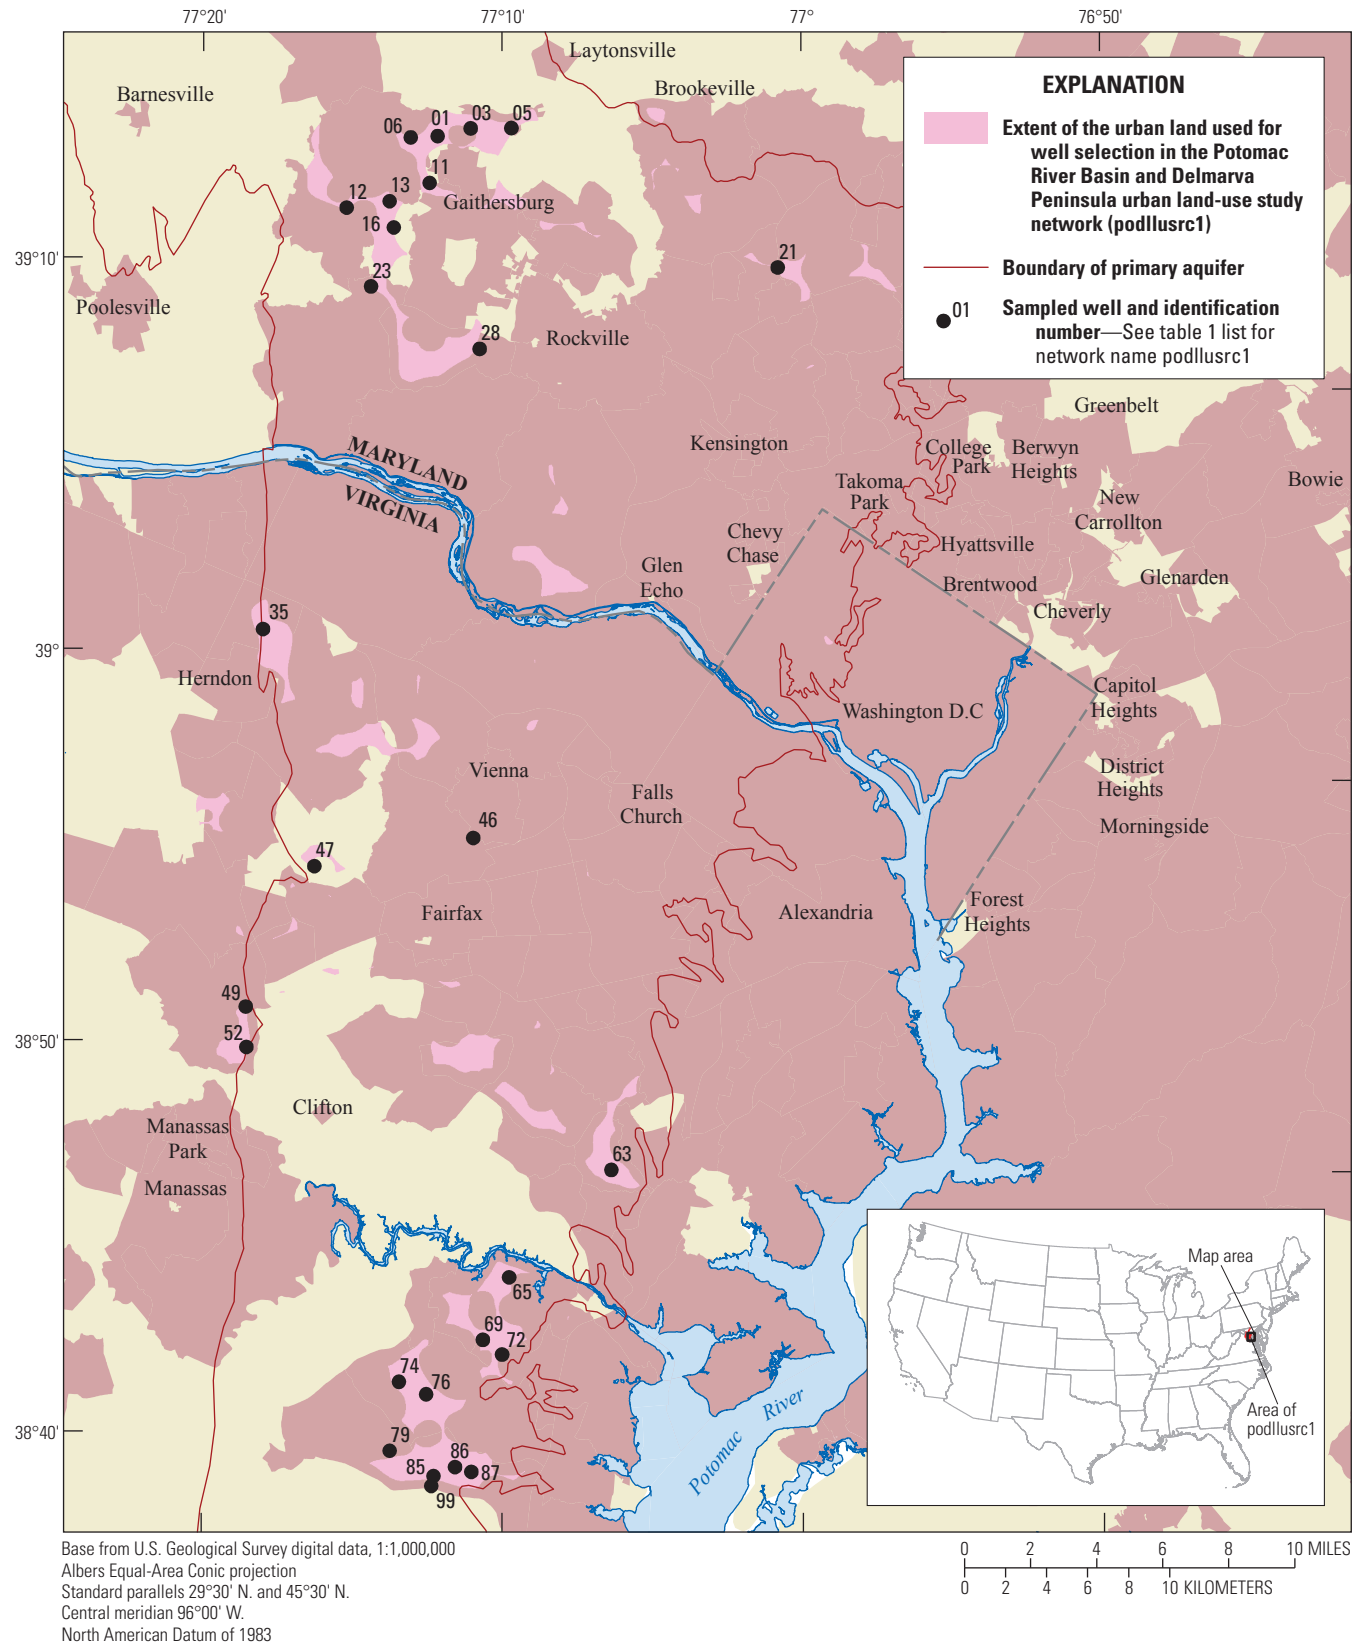 77°20'
77°10'
77°
76°50'
Laytonsville
Barnesville
Brookeville
EXPLANATION
Extent of the urban land used for
well selection in the Potomac
River Basin and Delmarva
Peninsula urban land-use study
network (podllusrc1)
Boundary of primary aquifer
01
Sampled well and identification
number—See table 1 list for
network name podllusrc1
06
01
03
05
11
12
13
Gaithersburg
16
39°10'
21
23
Poolesville
28
Rockville
Greenbelt
Kensington
College
Park
Berwyn
Heights
MARYLAND
VIRGINIA
Bowie
Takoma
Park
New
Carrollton
Chevy
Chase
Hyattsville
Glen
Echo
Brentwood
Glenarden
Cheverly
35
39°
Herndon
Capitol
Heights
Washington D.C
Vienna
District
Heights
Falls
Church
46
Morningside
47
Fairfax
Alexandria
Forest
Heights
49
52
38°50'
Clifton
Manassas
Park
63
Manassas
65
69
72
74
76
38°40'
79
86
85
87
99
Potomac River
Map area
Area of
podllusrc1
Base from U.S. Geological Survey digital data, 1:1,000,000
Albers Equal-Area Conic projection
Standard parallels 29°30' N. and 45°30' N.
Central meridian 96°00' W.
North American Datum of 1983
0 2 4 6 8 10 MILES
0 2 4 6 8 10 KILOMETERS